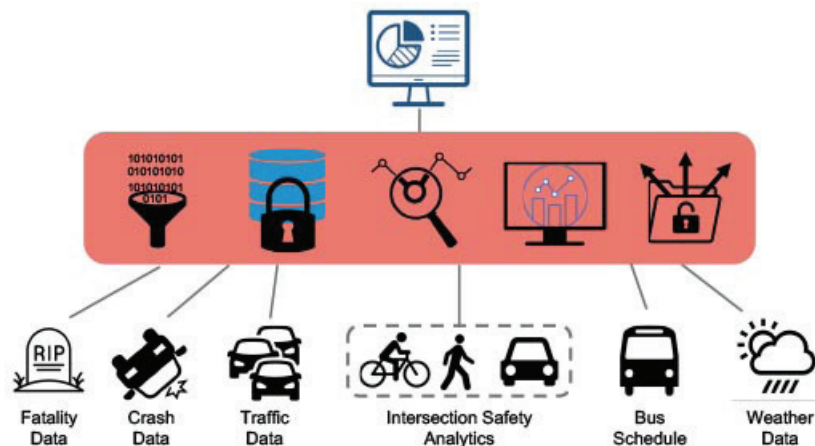 101010101
010101010
101010101
0101
RIP
Fatality
Data
Crash
Data
Traffic
Data
Intersection Safety
Analytics
Bus
Schedule
Weather
Data